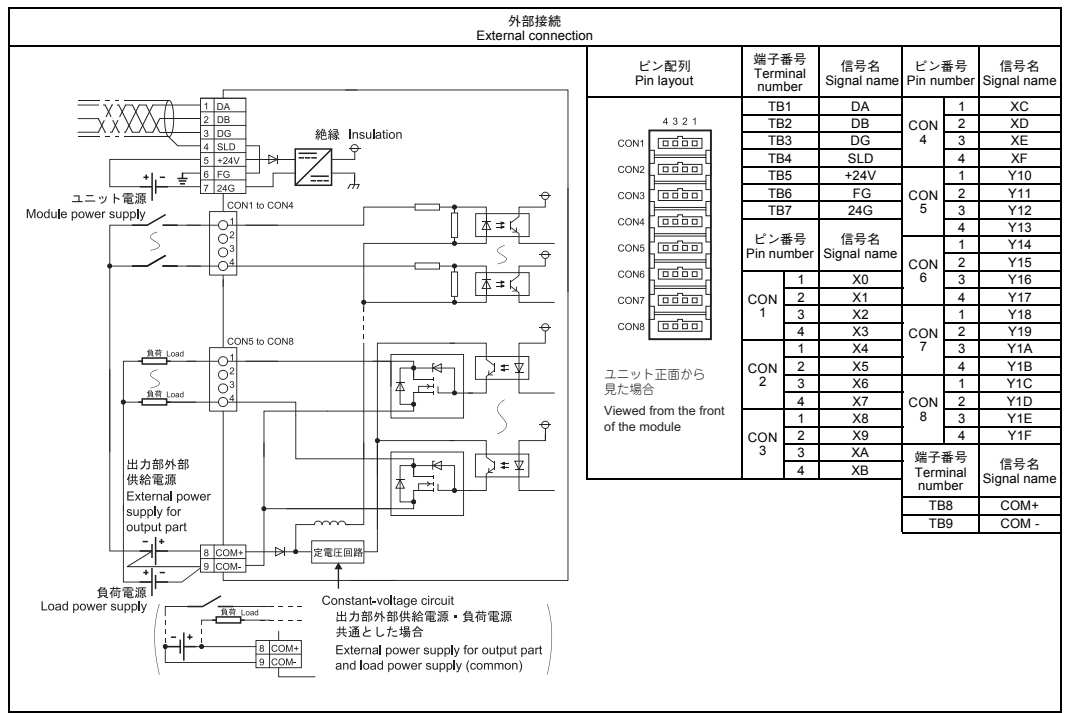 外部接続
External connection
1 DA
2 DB
3 DG
4 SLD
5 +24V
6 FG
7 24G
絶縁 Insulation
+ -
ユニット電源
Module power supply
CON1 to CON4
1
2
3
4
CON5 to CON8
負荷 Load
1
2
3
負荷 Load
4
出力部外部
供給電源
External power
supply for
output part
- +
8 COM+
9 COM-
定電圧回路
+ -
負荷電源
Load power supply
Constant-voltage circuit
負荷 Load
- +
8 COM+
9 COM-
出力部外部供給電源・負荷電源
共通とした場合
External power supply for output part
and load power supply (common)
ピン配列
Pin layout
4 3 2 1
CON1
CON2
CON3
CON4
CON5
CON6
CON7
CON8
ユニット正面から
見た場合
Viewed from the front
of the module
端子番号
Terminal
number
信号名
Signal name
TB1 DA
TB2 DB
TB3 DG
TB4 SLD
TB5 +24V
TB6 FG
TB7 24G
ピン番号
Pin number
信号名
Signal name
CON
1
1 X0
2 X1
3 X2
4 X3
CON
2
1 X4
2 X5
3 X6
4 X7
CON
3
1 X8
2 X9
3 XA
4 XB
ピン番号
Pin number
信号名
Signal name
CON
4
1 XC
2 XD
3 XE
4 XF
CON
5
1 Y10
2 Y11
3 Y12
4 Y13
CON
6
1 Y14
2 Y15
3 Y16
4 Y17
CON
7
1 Y18
2 Y19
3 Y1A
4 Y1B
CON
8
1 Y1C
2 Y1D
3 Y1E
4 Y1F
端子番号
Terminal
number
信号名
Signal name
TB8 COM+
TB9 COM -